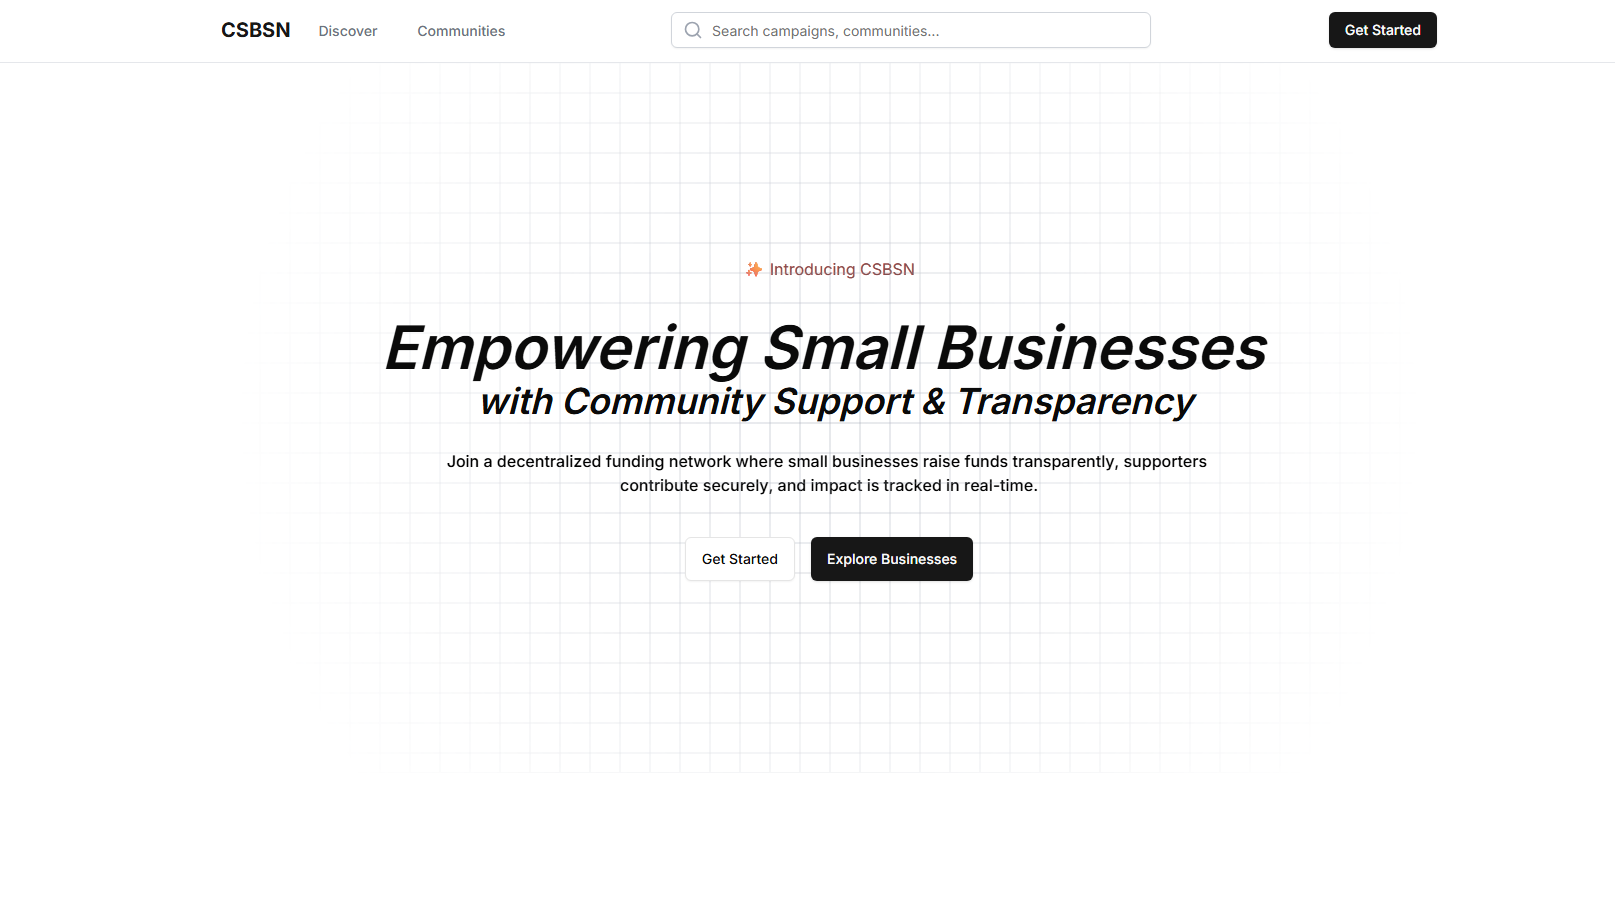 CSBSN
Discover
Communities
Search campaigns, communities...
Get Started
✨ Introducing CSBSN
Empowering Small Businesses
with Community Support & Transparency
Join a decentralized funding network where small businesses raise funds transparently, supporters
contribute securely, and impact is tracked in real-time.
Get Started
Explore Businesses